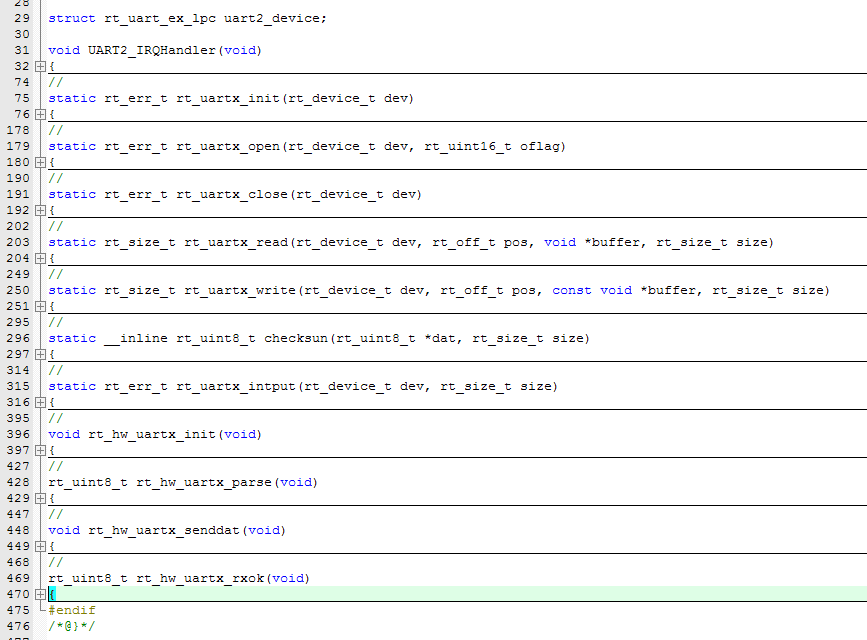 28
29 struct rt_uart_ex_lpc uart2_device;
30
31 void UART2_IRQHandler(void)
32 {
74 //
75 static rt_err_t rt_uartx_init(rt_device_t dev)
76 {
178 //
179 static rt_err_t rt_uartx_open(rt_device_t dev, rt_uint16_t oflag)
180 {
190 //
191 static rt_err_t rt_uartx_close(rt_device_t dev)
192 {
202 //
203 static rt_size_t rt_uartx_read(rt_device_t dev, rt_off_t pos, void *buffer, rt_size_t size)
204 {
249 //
250 static rt_size_t rt_uartx_write(rt_device_t dev, rt_off_t pos, const void *buffer, rt_size_t size)
251 {
295 //
296 static __inline rt_uint8_t checksun(rt_uint8_t *dat, rt_size_t size)
297 {
314 //
315 static rt_err_t rt_uartx_intput(rt_device_t dev, rt_size_t size)
316 {
395 //
396 void rt_hw_uartx_init(void)
397 {
427 //
428 rt_uint8_t rt_hw_uartx_parse(void)
429 {
447 //
448 void rt_hw_uartx_senddat(void)
449 {
468 //
469 rt_uint8_t rt_hw_uartx_rxok(void)
470 {
475 #endif
476 /*@}*/